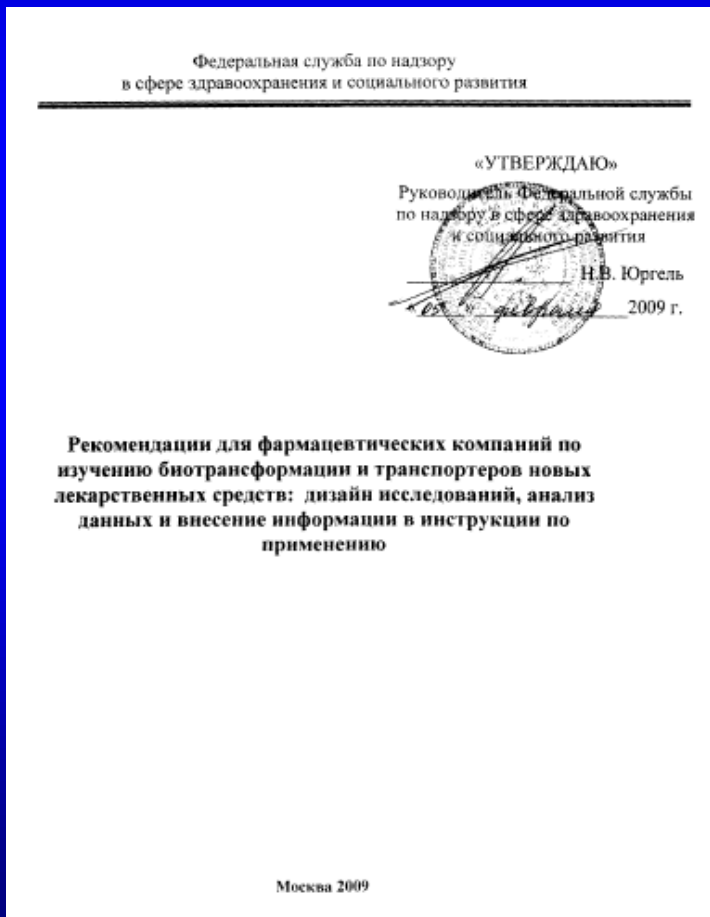 Федеральная служба по надзору
в сфере здравоохранения и социального развития
«УТВЕРЖДАЮ»
Руководитель Федеральной службы
по надзору в сфере здравоохранения
и социального развития
Н.В. Юргель
« 05 » февраля 2009 г.
Рекомендации для фармацевтических компаний по
изучению биотрансформации и транспортеров новых
лекарственных средств: дизайн исследований, анализ
данных и внесение информации в инструкции по
применению
Москва 2009